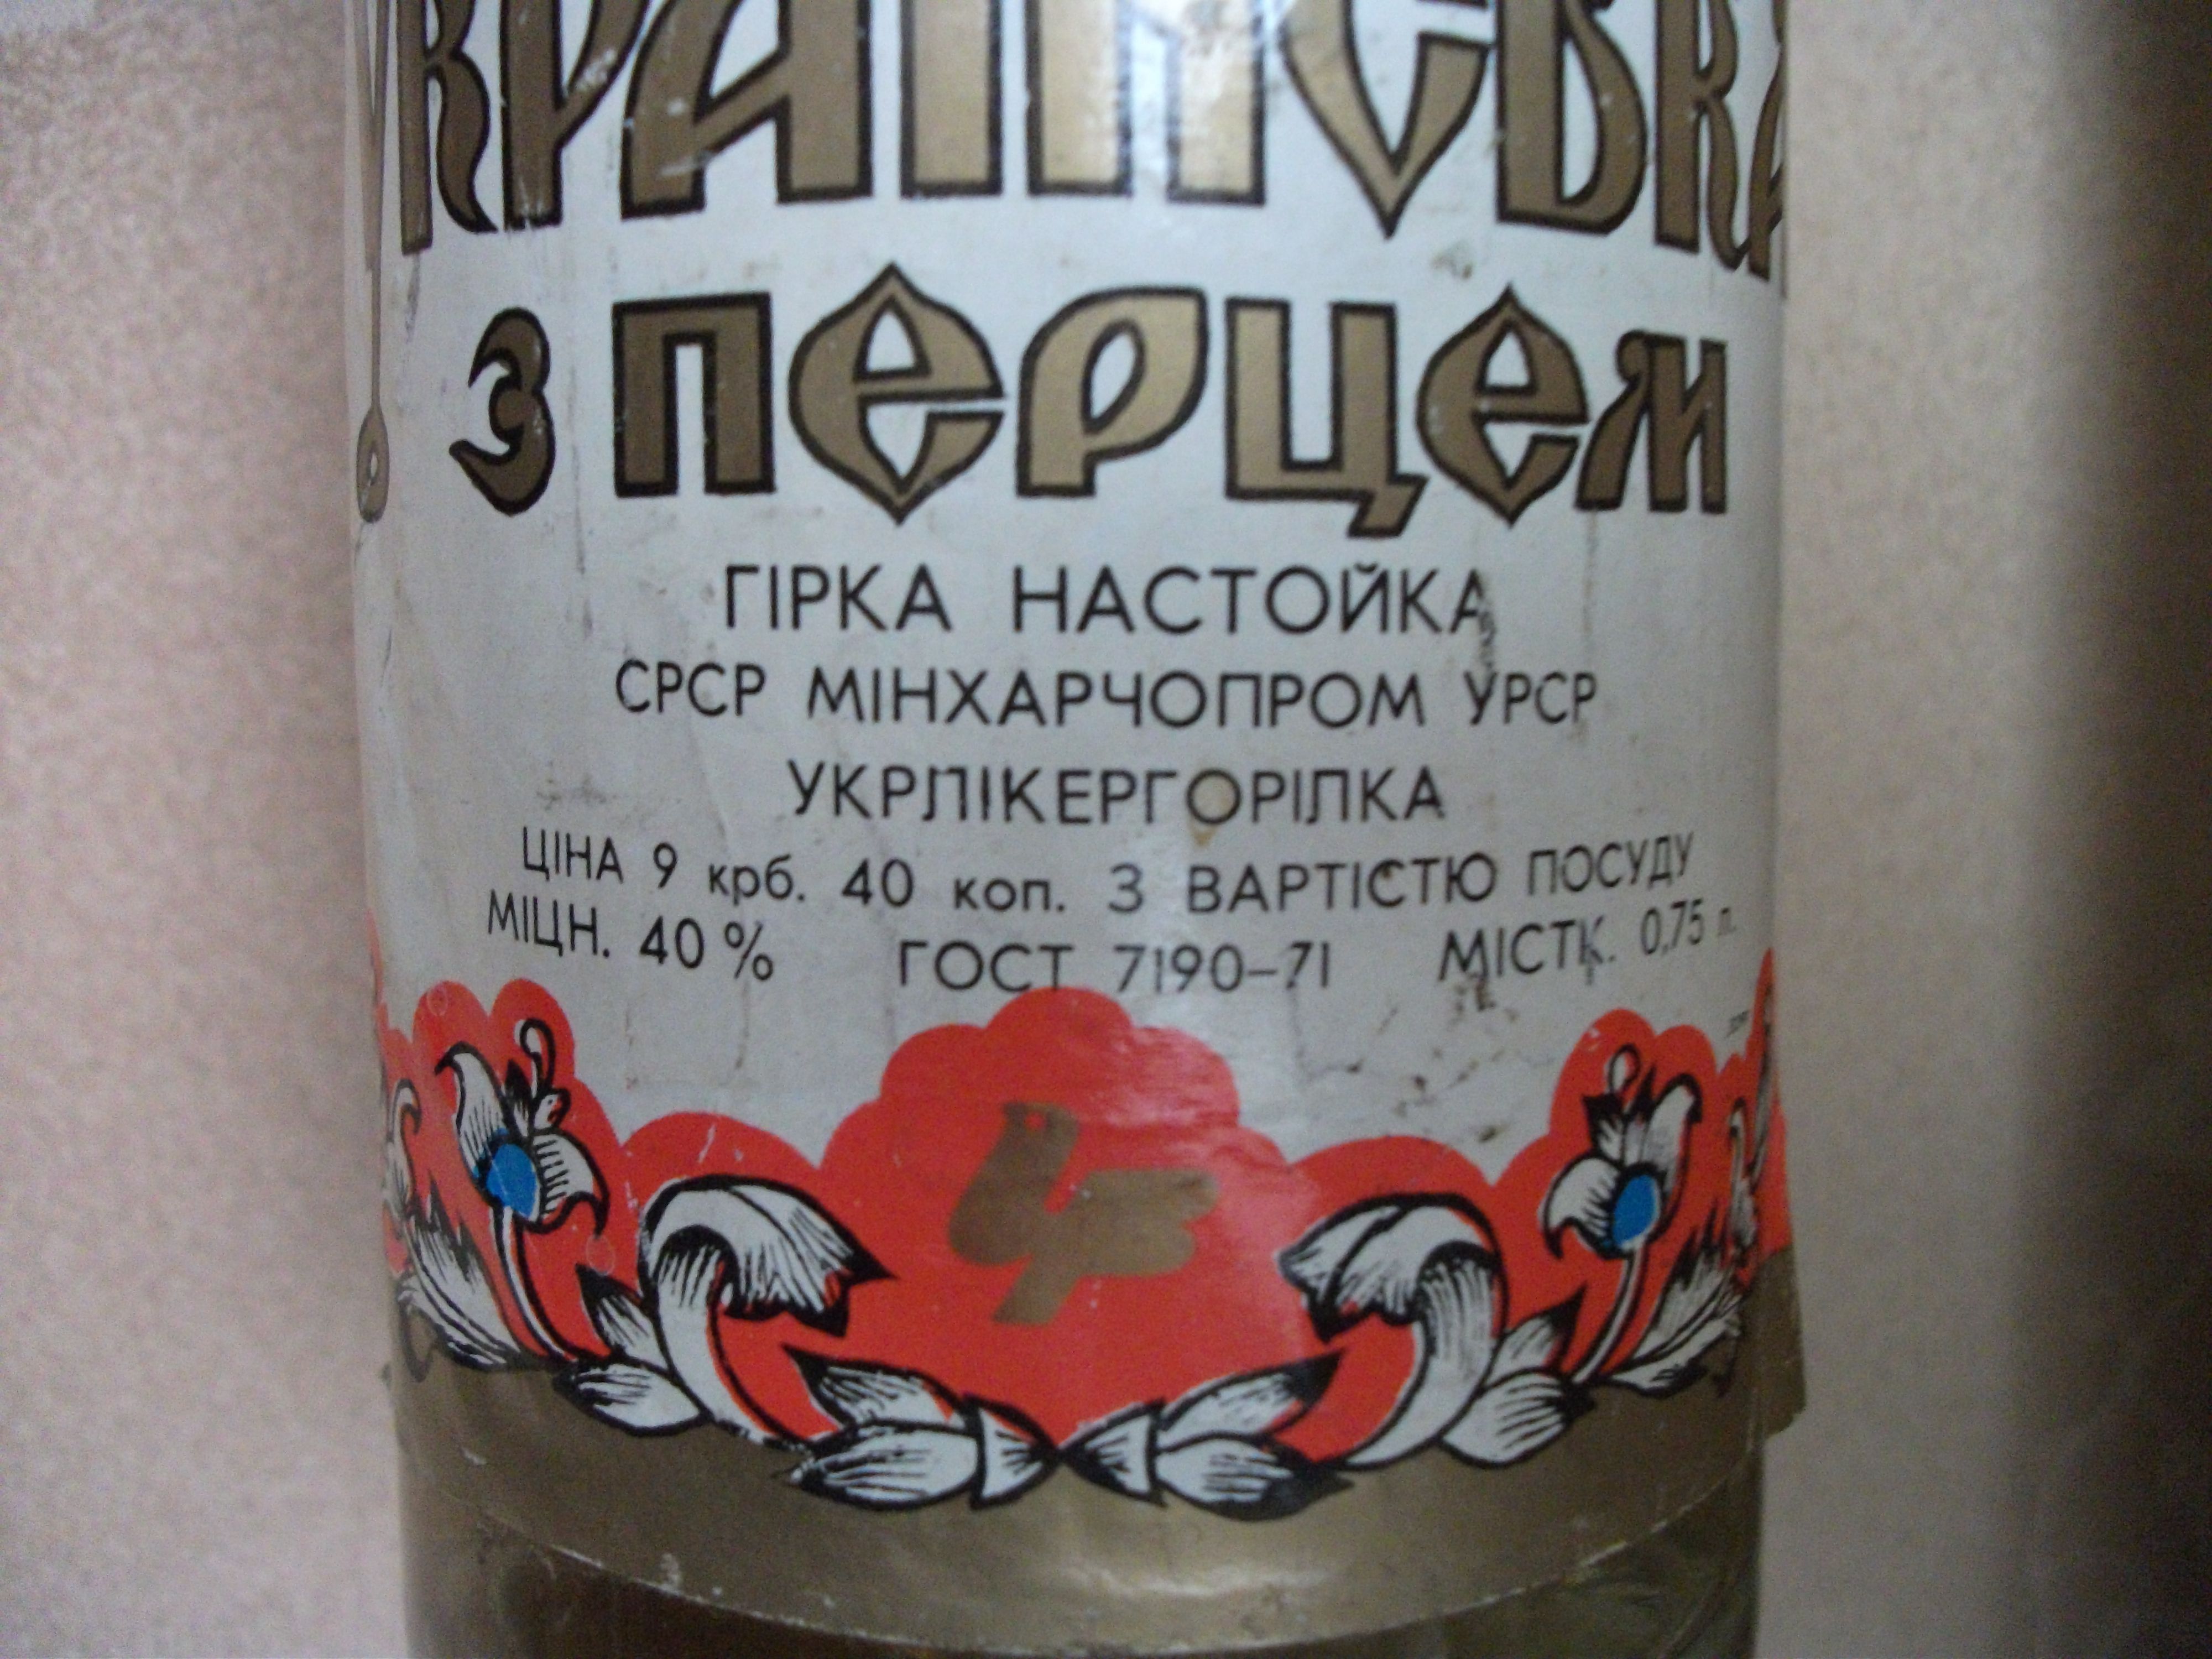 УКРАЇНСЬКА
З ПЕРЦЕМ
ГІРКА НАСТОЙКА
СРСР МІНХАРЧОПРОМ УРСР
УКРЛІКЕРГОРІЛКА
ЦІНА 9 крб. 40 коп. З ВАРТІСТЮ ПОСУДУ
МІЦН. 40% ГОСТ 7190–71 МІСТК. 0,75 л.